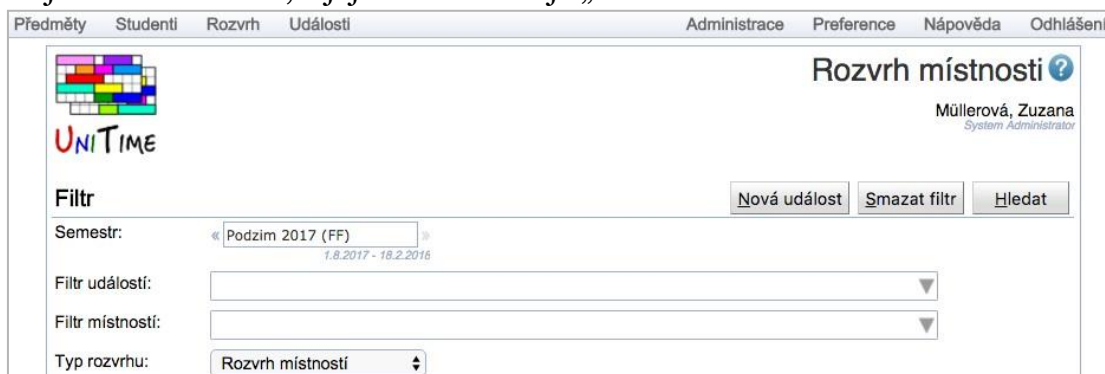 Předměty Studenti Rozvrh Události Administrace Preference Nápověda Odhlášení
Rozvrh místnosti ?
Müllerová, Zuzana
System Administrator
UNITIME
Filtr Nová událost Smazat filtr Hledat
Semestr: « Podzim 2017 (FF) »
1.8.2017 - 18.2.2018
Filtr událostí:
Filtr místností:
Typ rozvrhu: Rozvrh místností